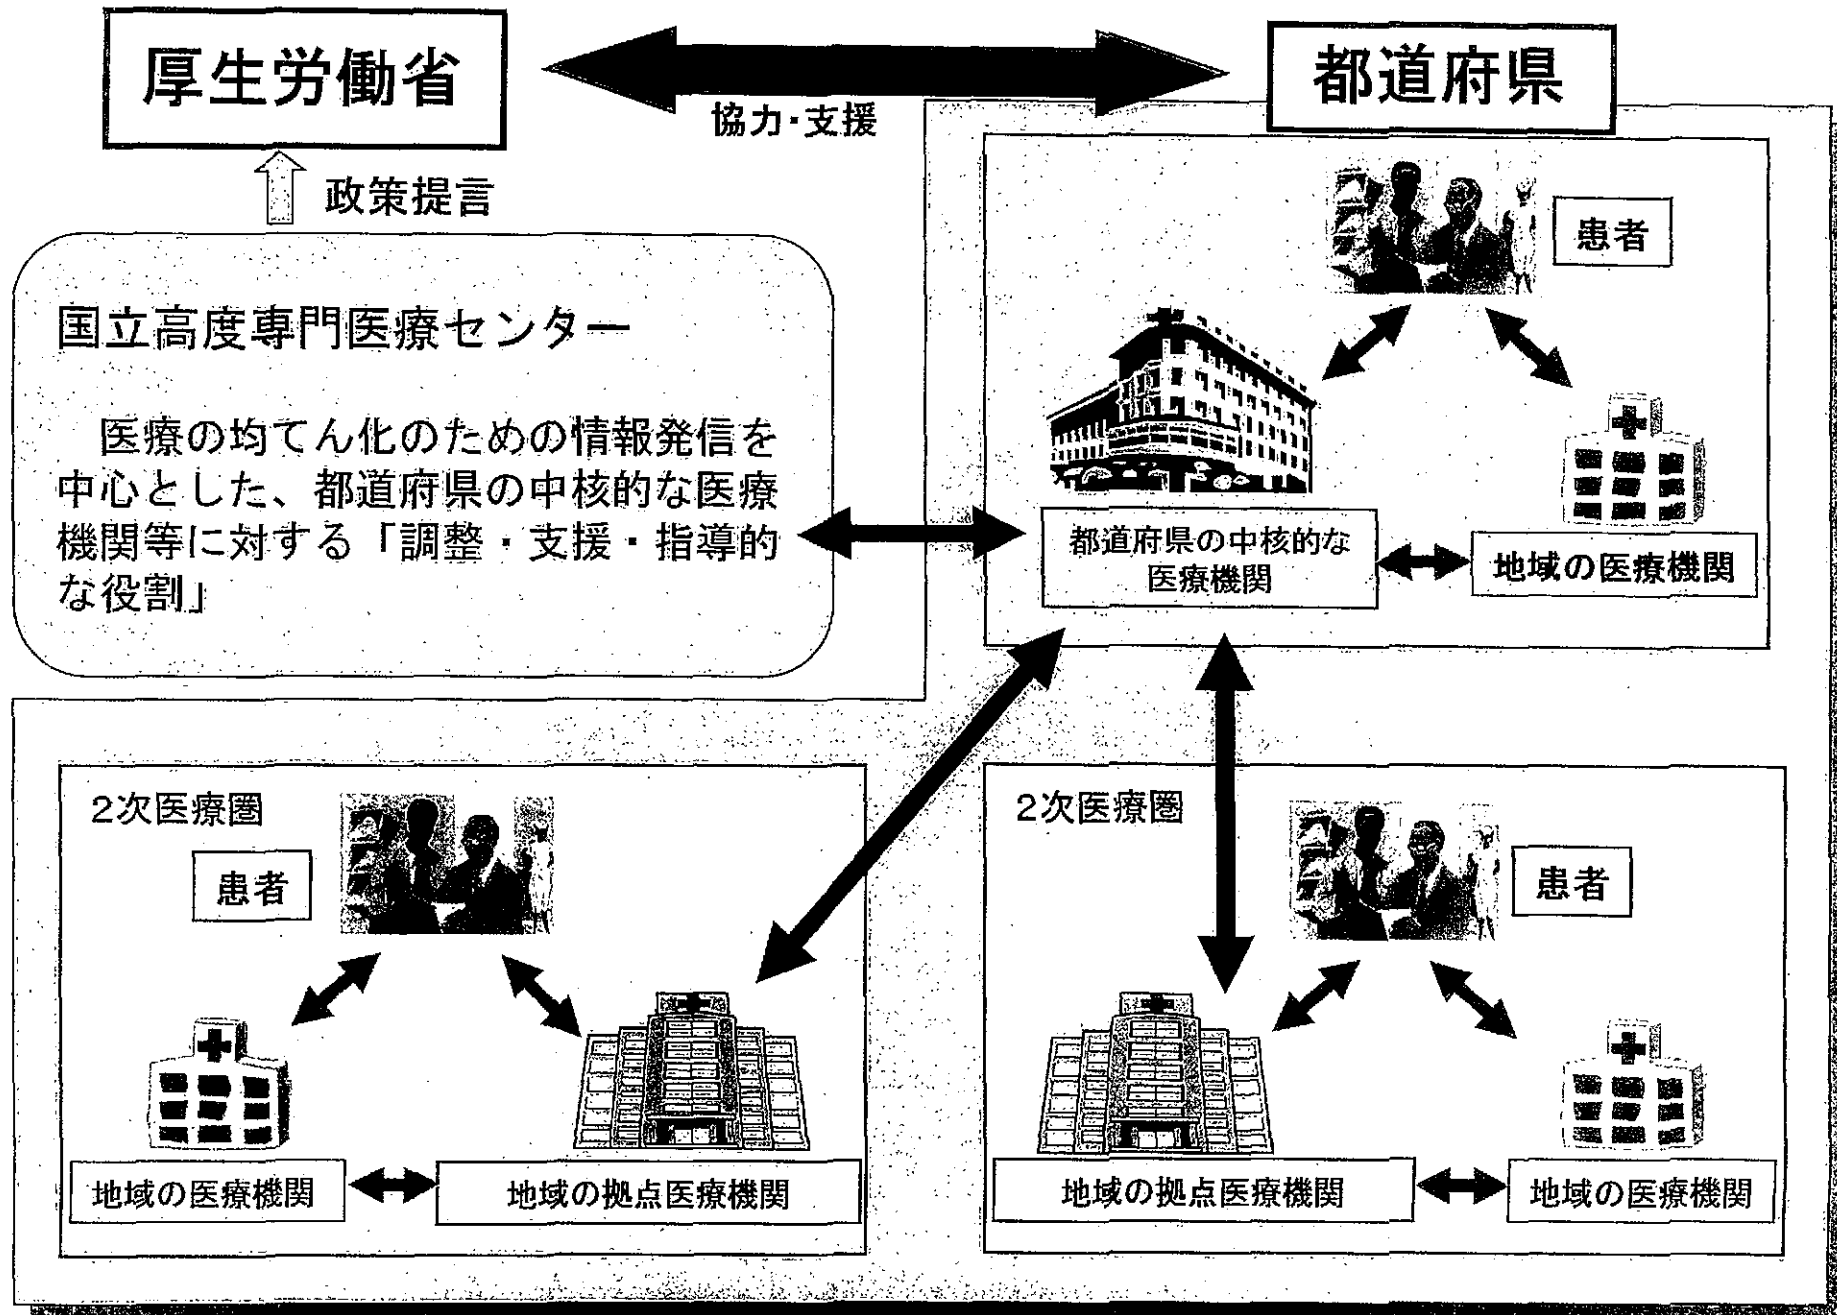 厚生労働省
都道府県
協力・支援
政策提言
国立高度専門医療センター
医療の均てん化のための情報発信を
中心とした、都道府県の中核的な医療
機関等に対する「調整・支援・指導的
な役割」
患者
都道府県の中核的な
医療機関
地域の医療機関
2次医療圏
患者
地域の医療機関
地域の拠点医療機関
2次医療圏
患者
地域の拠点医療機関
地域の医療機関